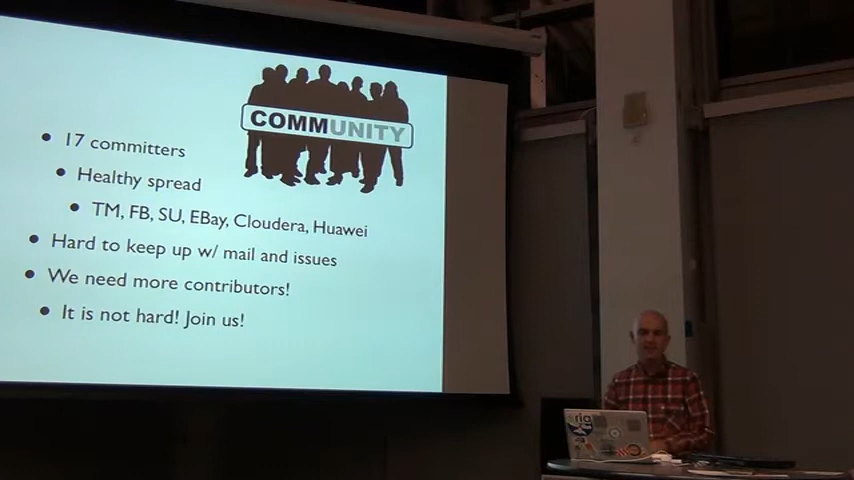 COMMUNITY
17 committers
Healthy spread
TM, FB, SU, EBay, Cloudera, Huawei
Hard to keep up w/ mail and issues
We need more contributors!
It is not hard! Join us!
ria